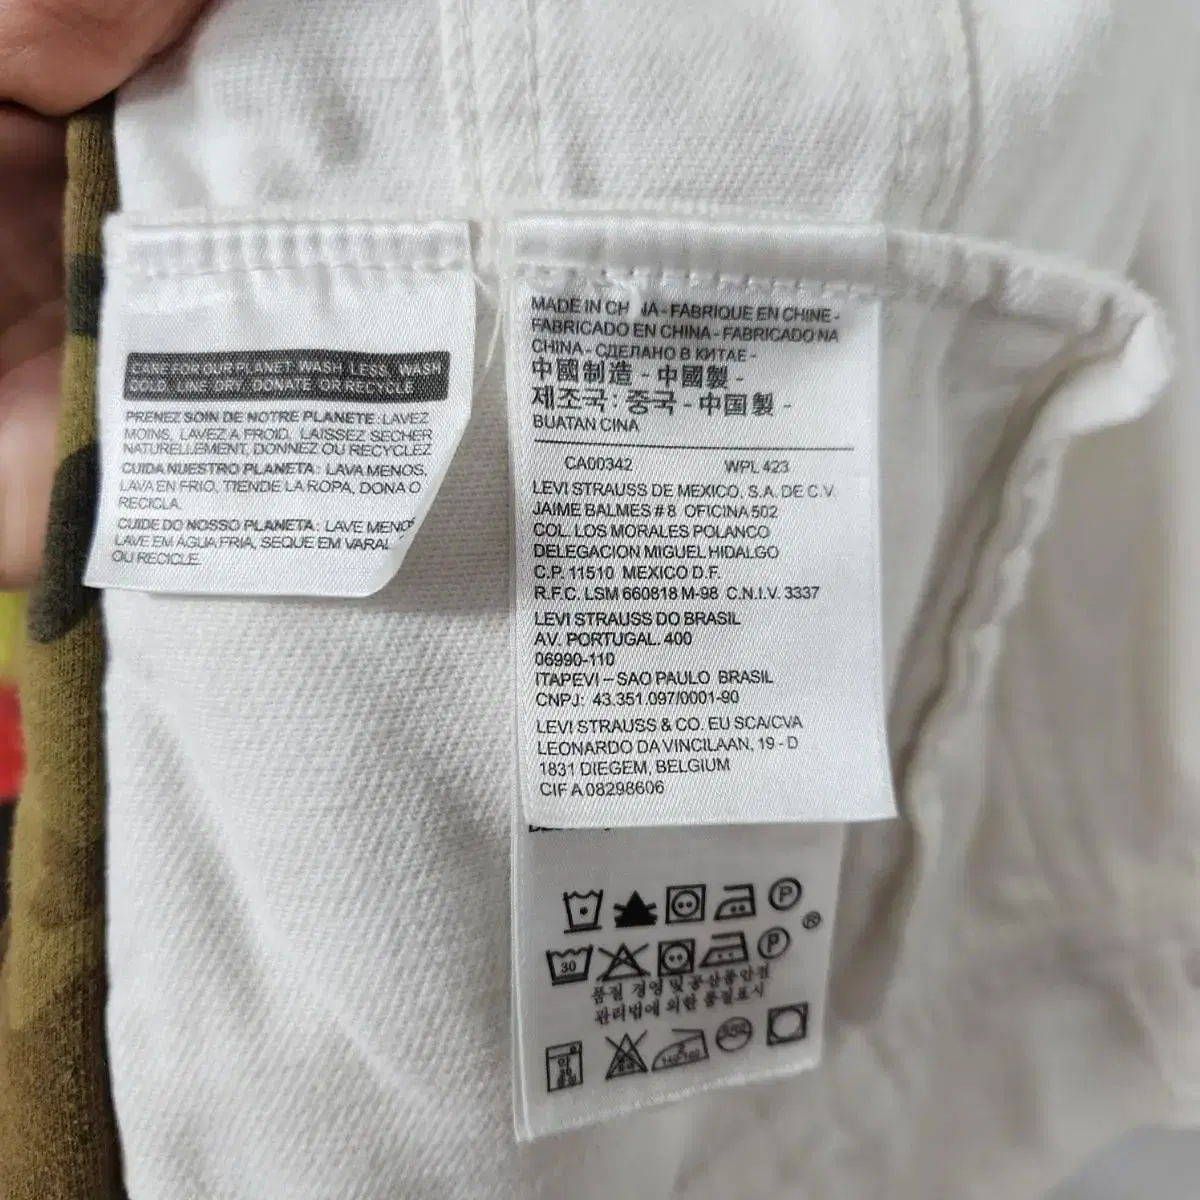 CARE FOR OUR PLANET: WASH LESS, WASH
COLD, LINE DRY, DONATE OR RECYCLE
PRENEZ SOIN DE NOTRE PLANETE: LAVEZ
MOINS, LAVEZ A FROID, LAISSEZ SECHER
NATURELLEMENT, DONNEZ OU RECYCLEZ
CUIDA NUESTRO PLANETA: LAVA MENOS,
LAVA EN FRIO, TIENDE LA ROPA, DONA O
RECICLA.
CUIDE DO NOSSO PLANETA: LAVE MENOS
LAVE EM AGUA FRIA, SEQUE EM VARAL
OU RECICLE.
MADE IN CHINA - FABRIQUE EN CHINE -
FABRICADO EN CHINA - FABRICADO NA
CHINA - СДЕЛАНО В КИТАЕ -
中國制造 - 中國製 -
제조국: 중국 - 中国製 -
BUATAN CINA
CA00342 WPL 423
LEVI STRAUSS DE MEXICO, S.A. DE C.V.
JAIME BALMES # 8 OFICINA 502
COL. LOS MORALES POLANCO
DELEGACION MIGUEL HIDALGO
C.P. 11510 MEXICO D.F.
R.F.C. LSM 660818 M-98 C.N.I.V. 3337
LEVI STRAUSS DO BRASIL
AV. PORTUGAL. 400
06990-110
ITAPEVI – SAO PAULO BRASIL
CNPJ: 43.351.097/0001-90
LEVI STRAUSS & CO. EU SCA/CVA
LEONARDO DA VINCILAAN, 19 - D
1831 DIEGEM, BELGIUM
CIF A 08298606
P
®
30 P
품질 경영 및 공산품안전
관리법에 의한 품질표시